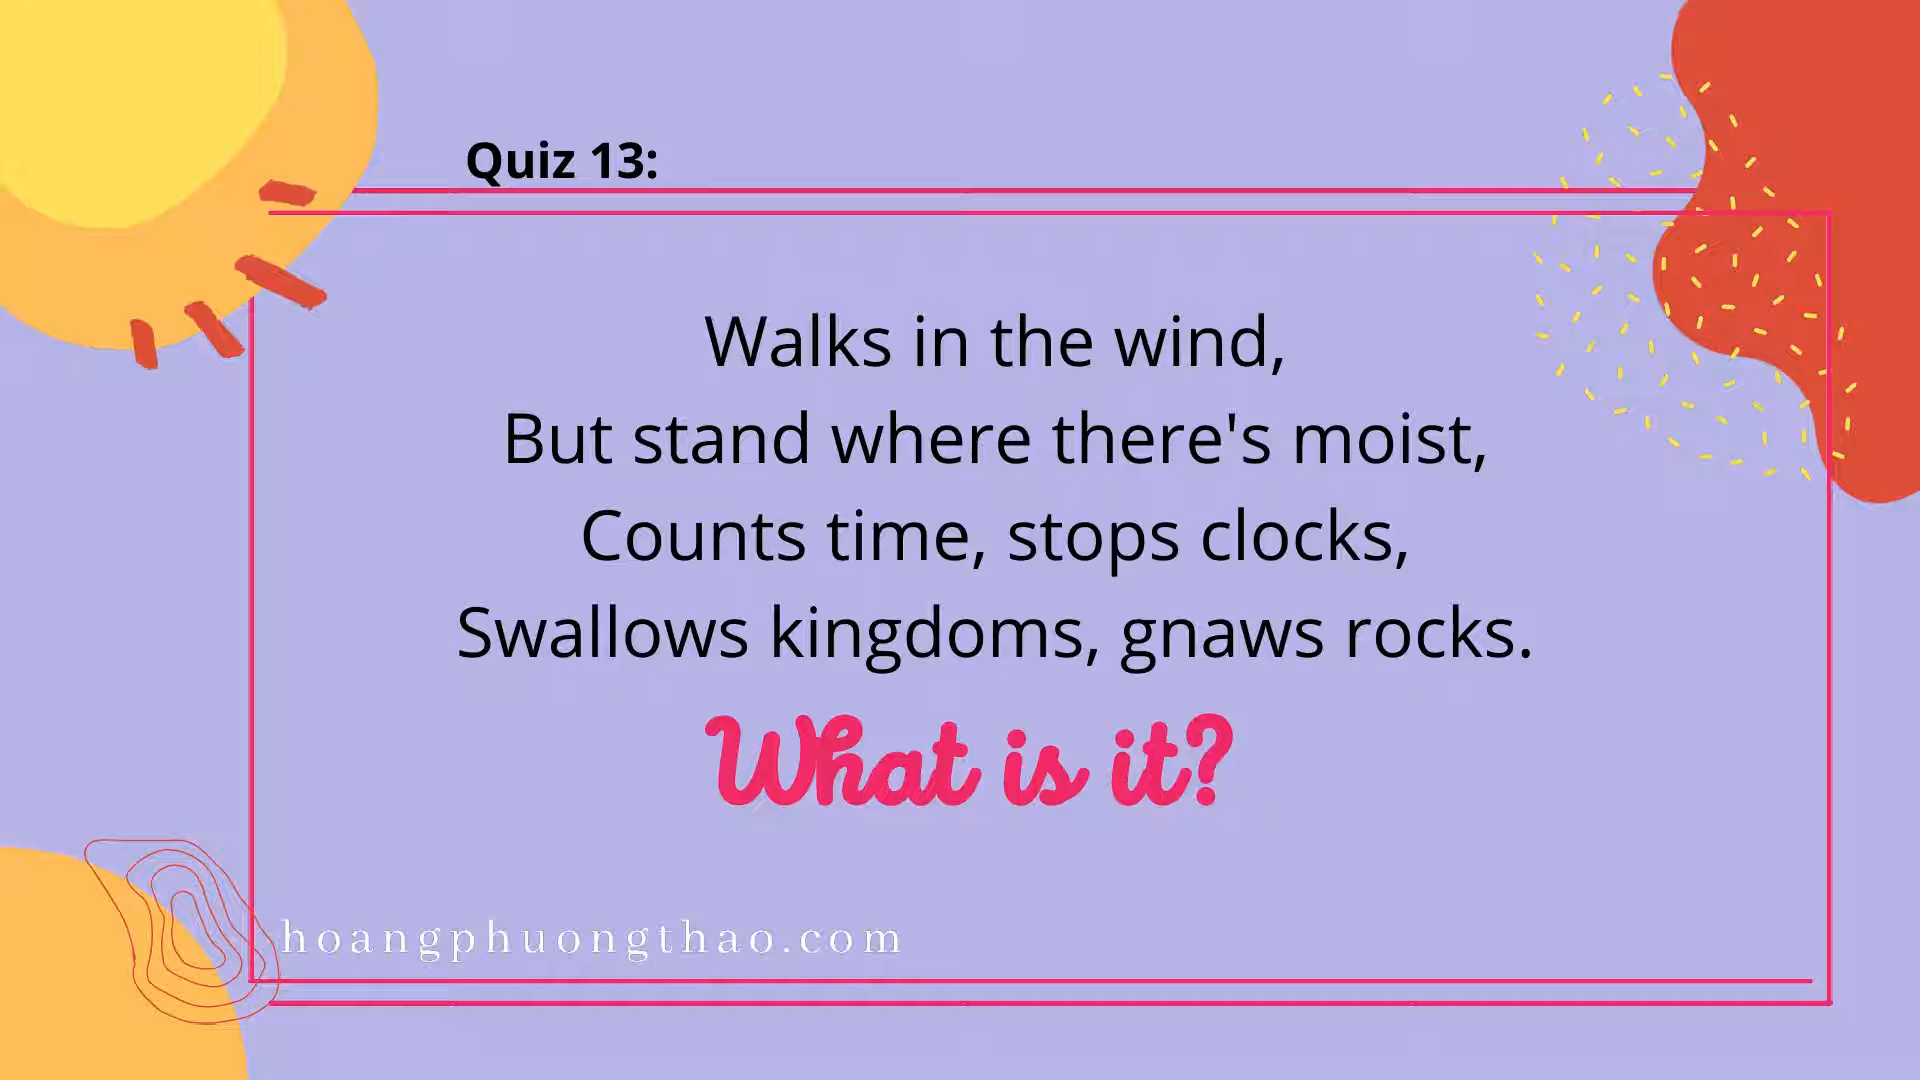 Quiz 13:
Walks in the wind,
But stand where there's moist,
Counts time, stops clocks,
Swallows kingdoms, gnaws rocks.
What is it?
hoangphuongthao.com